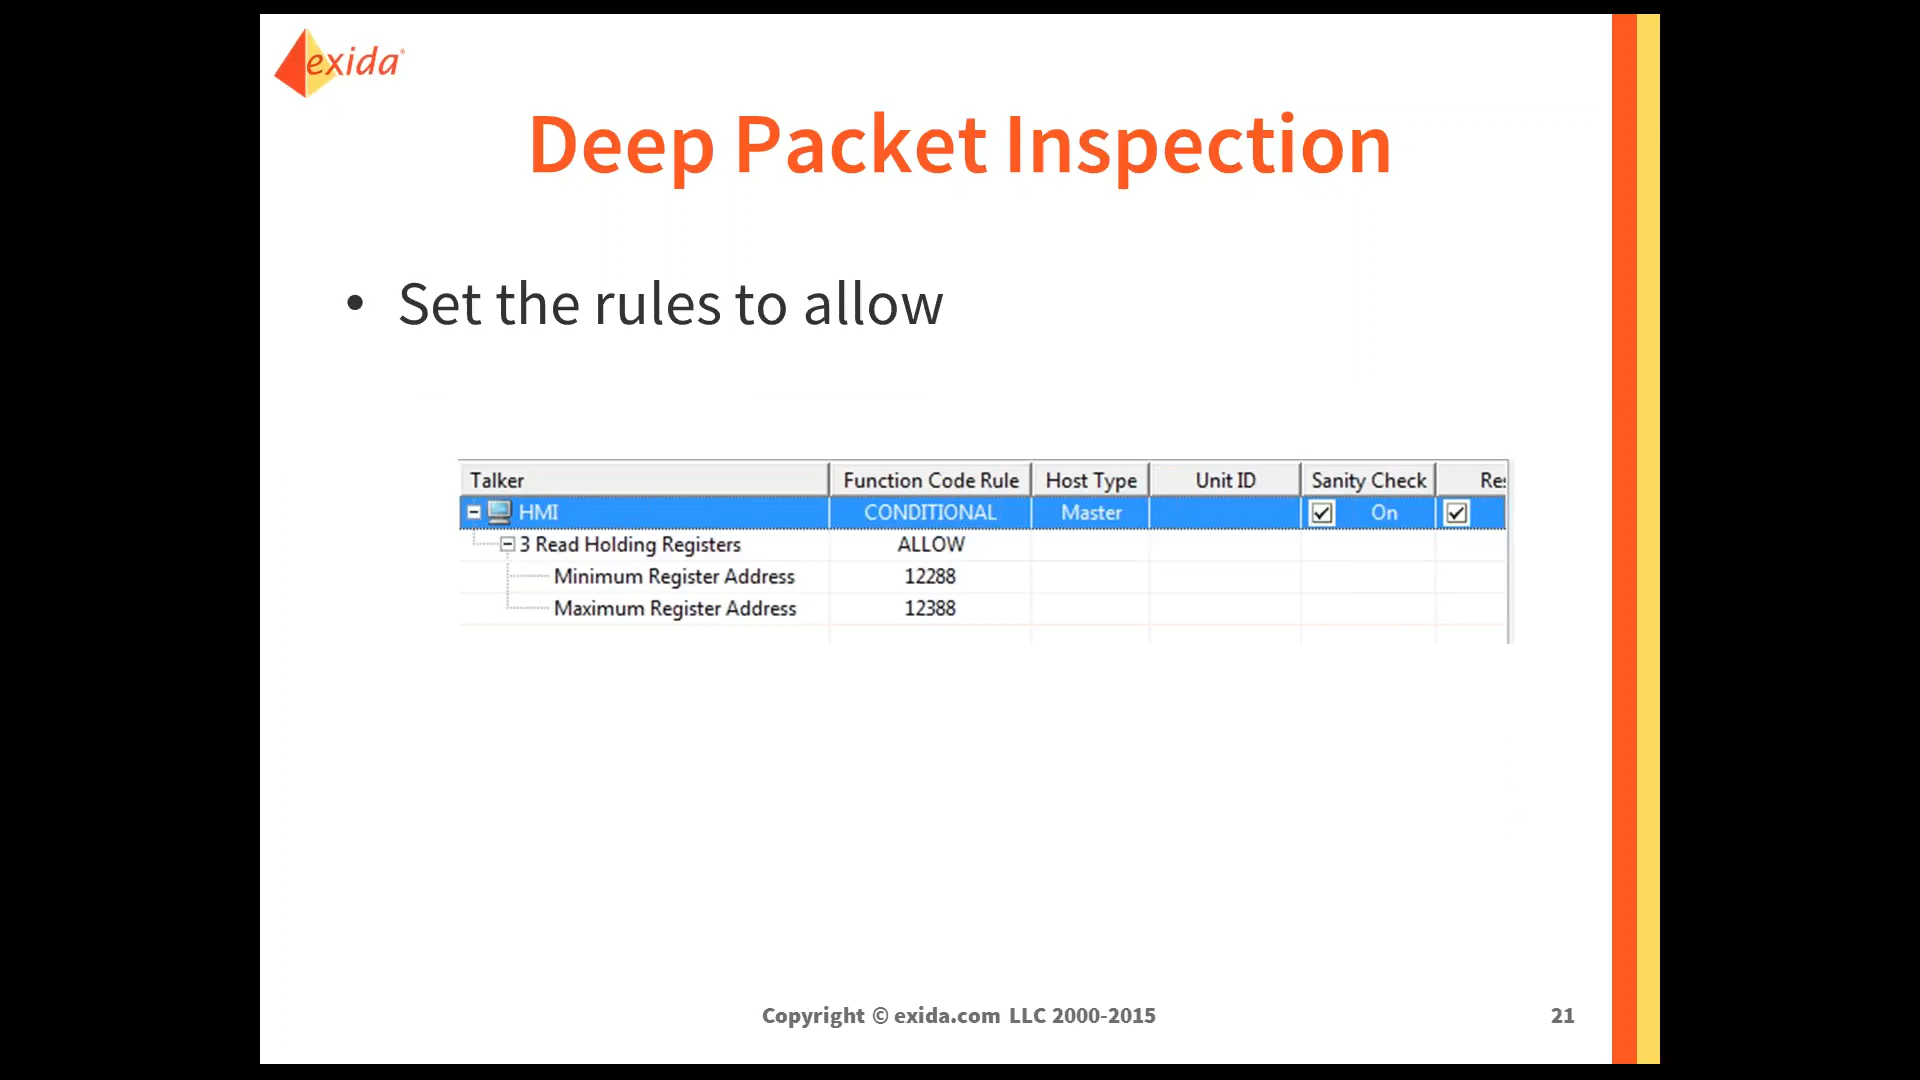 exida
Deep Packet Inspection
• Set the rules to allow
Talker Function Code Rule Host Type Unit ID Sanity Check
HMI CONDITIONAL Master On
3 Read Holding Registers ALLOW
Minimum Register Address 12288
Maximum Register Address 12388
Copyright © exida.com LLC 2000-2015 21